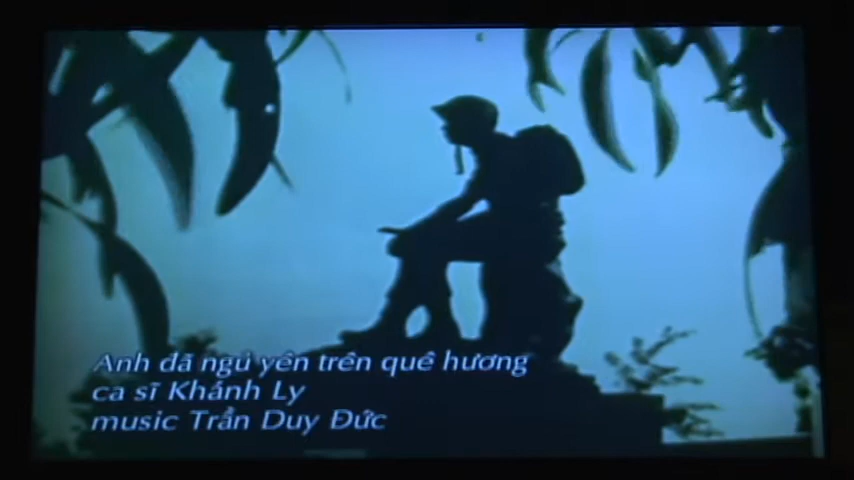 Anh đã ngủ yên trên quê hương
ca sĩ Khánh Ly
music Trần Duy Đức